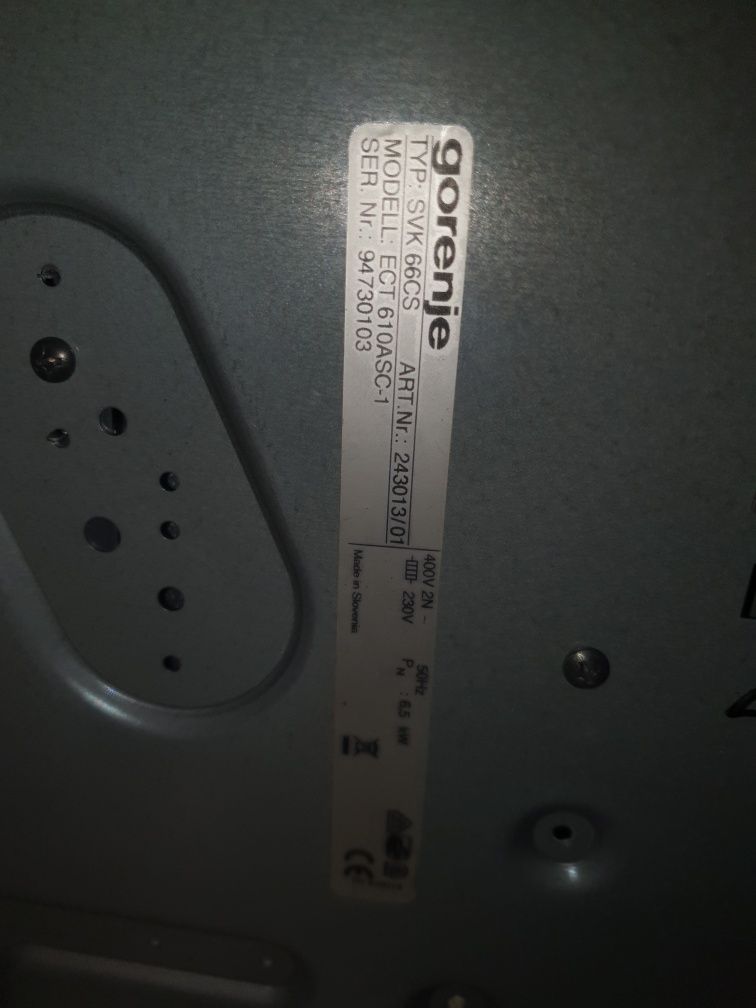 gorenje
TYP: SVK 66CS ART.Nr.: 243013/01
MODELL: ECT 610ASC-1
SER. Nr.: 94730103
400V 2N ~ 50Hz
230V PN : 6.5 kW
Made in Slovenia
CE